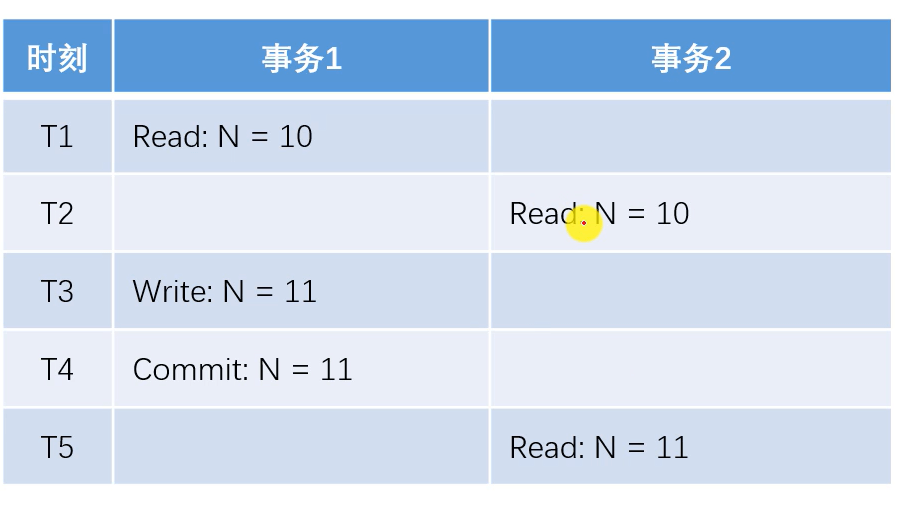 时刻 事务1 事务2
T1 Read: N = 10
T2 Read: N = 10
T3 Write: N = 11
T4 Commit: N = 11
T5 Read: N = 11